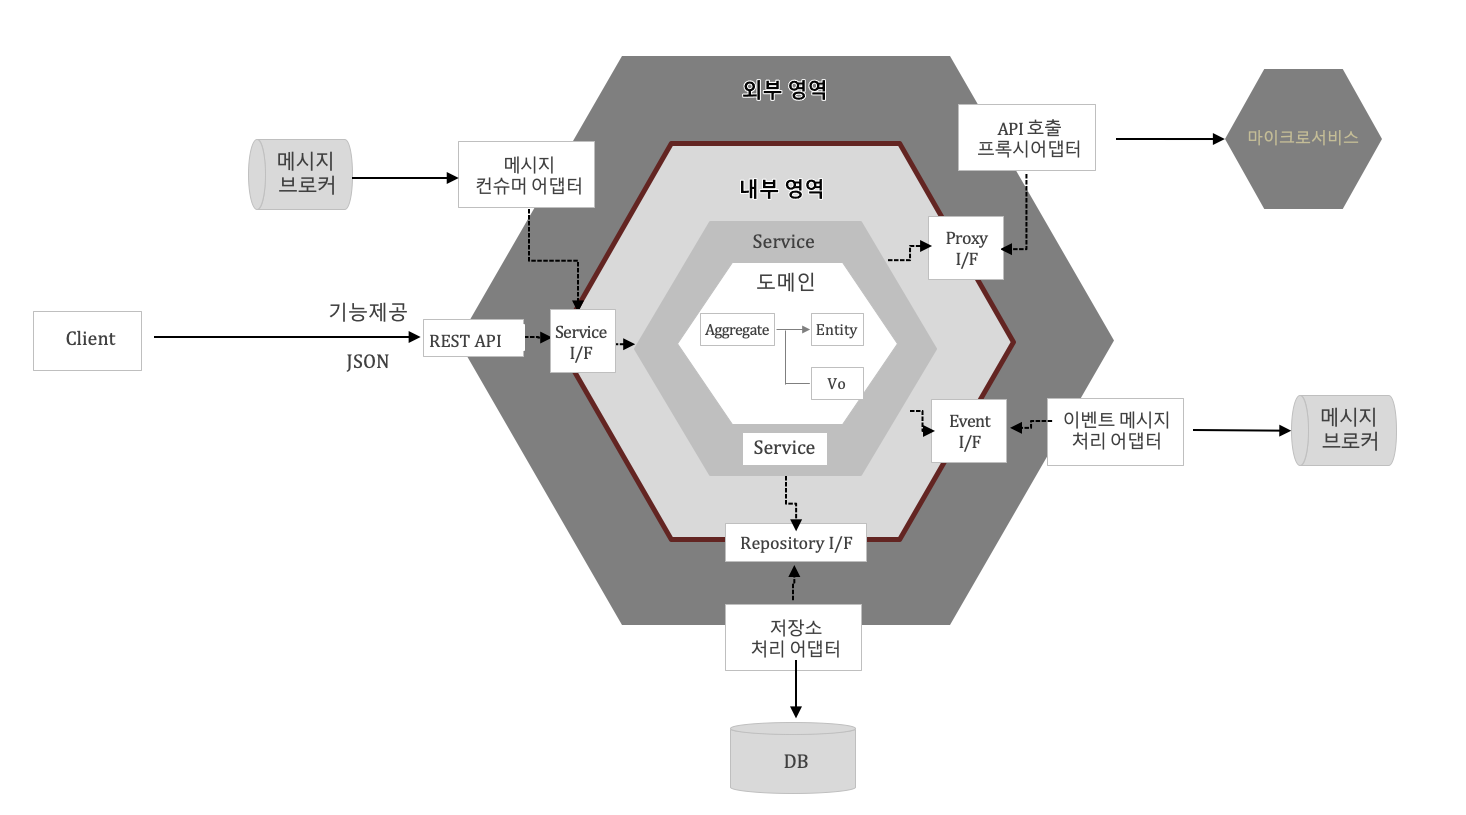 외부 영역
API 호출
프록시어댑터
마이크로서비스
메시지
브로커
메시지
컨슈머 어댑터
내부 영역
Service
Proxy
I/F
도메인
기능제공
Client
REST API
Service
I/F
Aggregate
Entity
JSON
Vo
Event
I/F
이벤트 메시지
처리 어댑터
메시지
브로커
Service
Repository I/F
저장소
처리 어댑터
DB